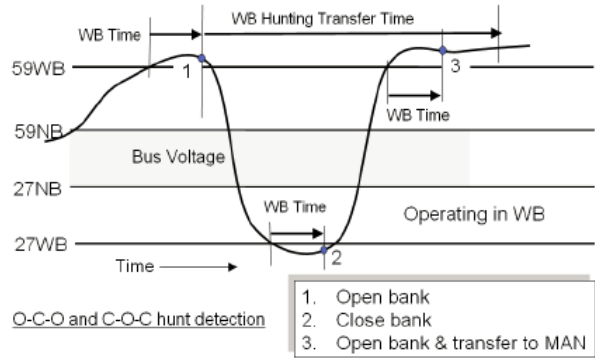 WB Hunting Transfer Time
WB Time
59WB
1
3
WB Time
59NB
Bus Voltage
27NB
WB Time
Operating in WB
27WB
2
Time
O-C-O and C-O-C hunt detection
1. Open bank
2. Close bank
3. Open bank & transfer to MAN